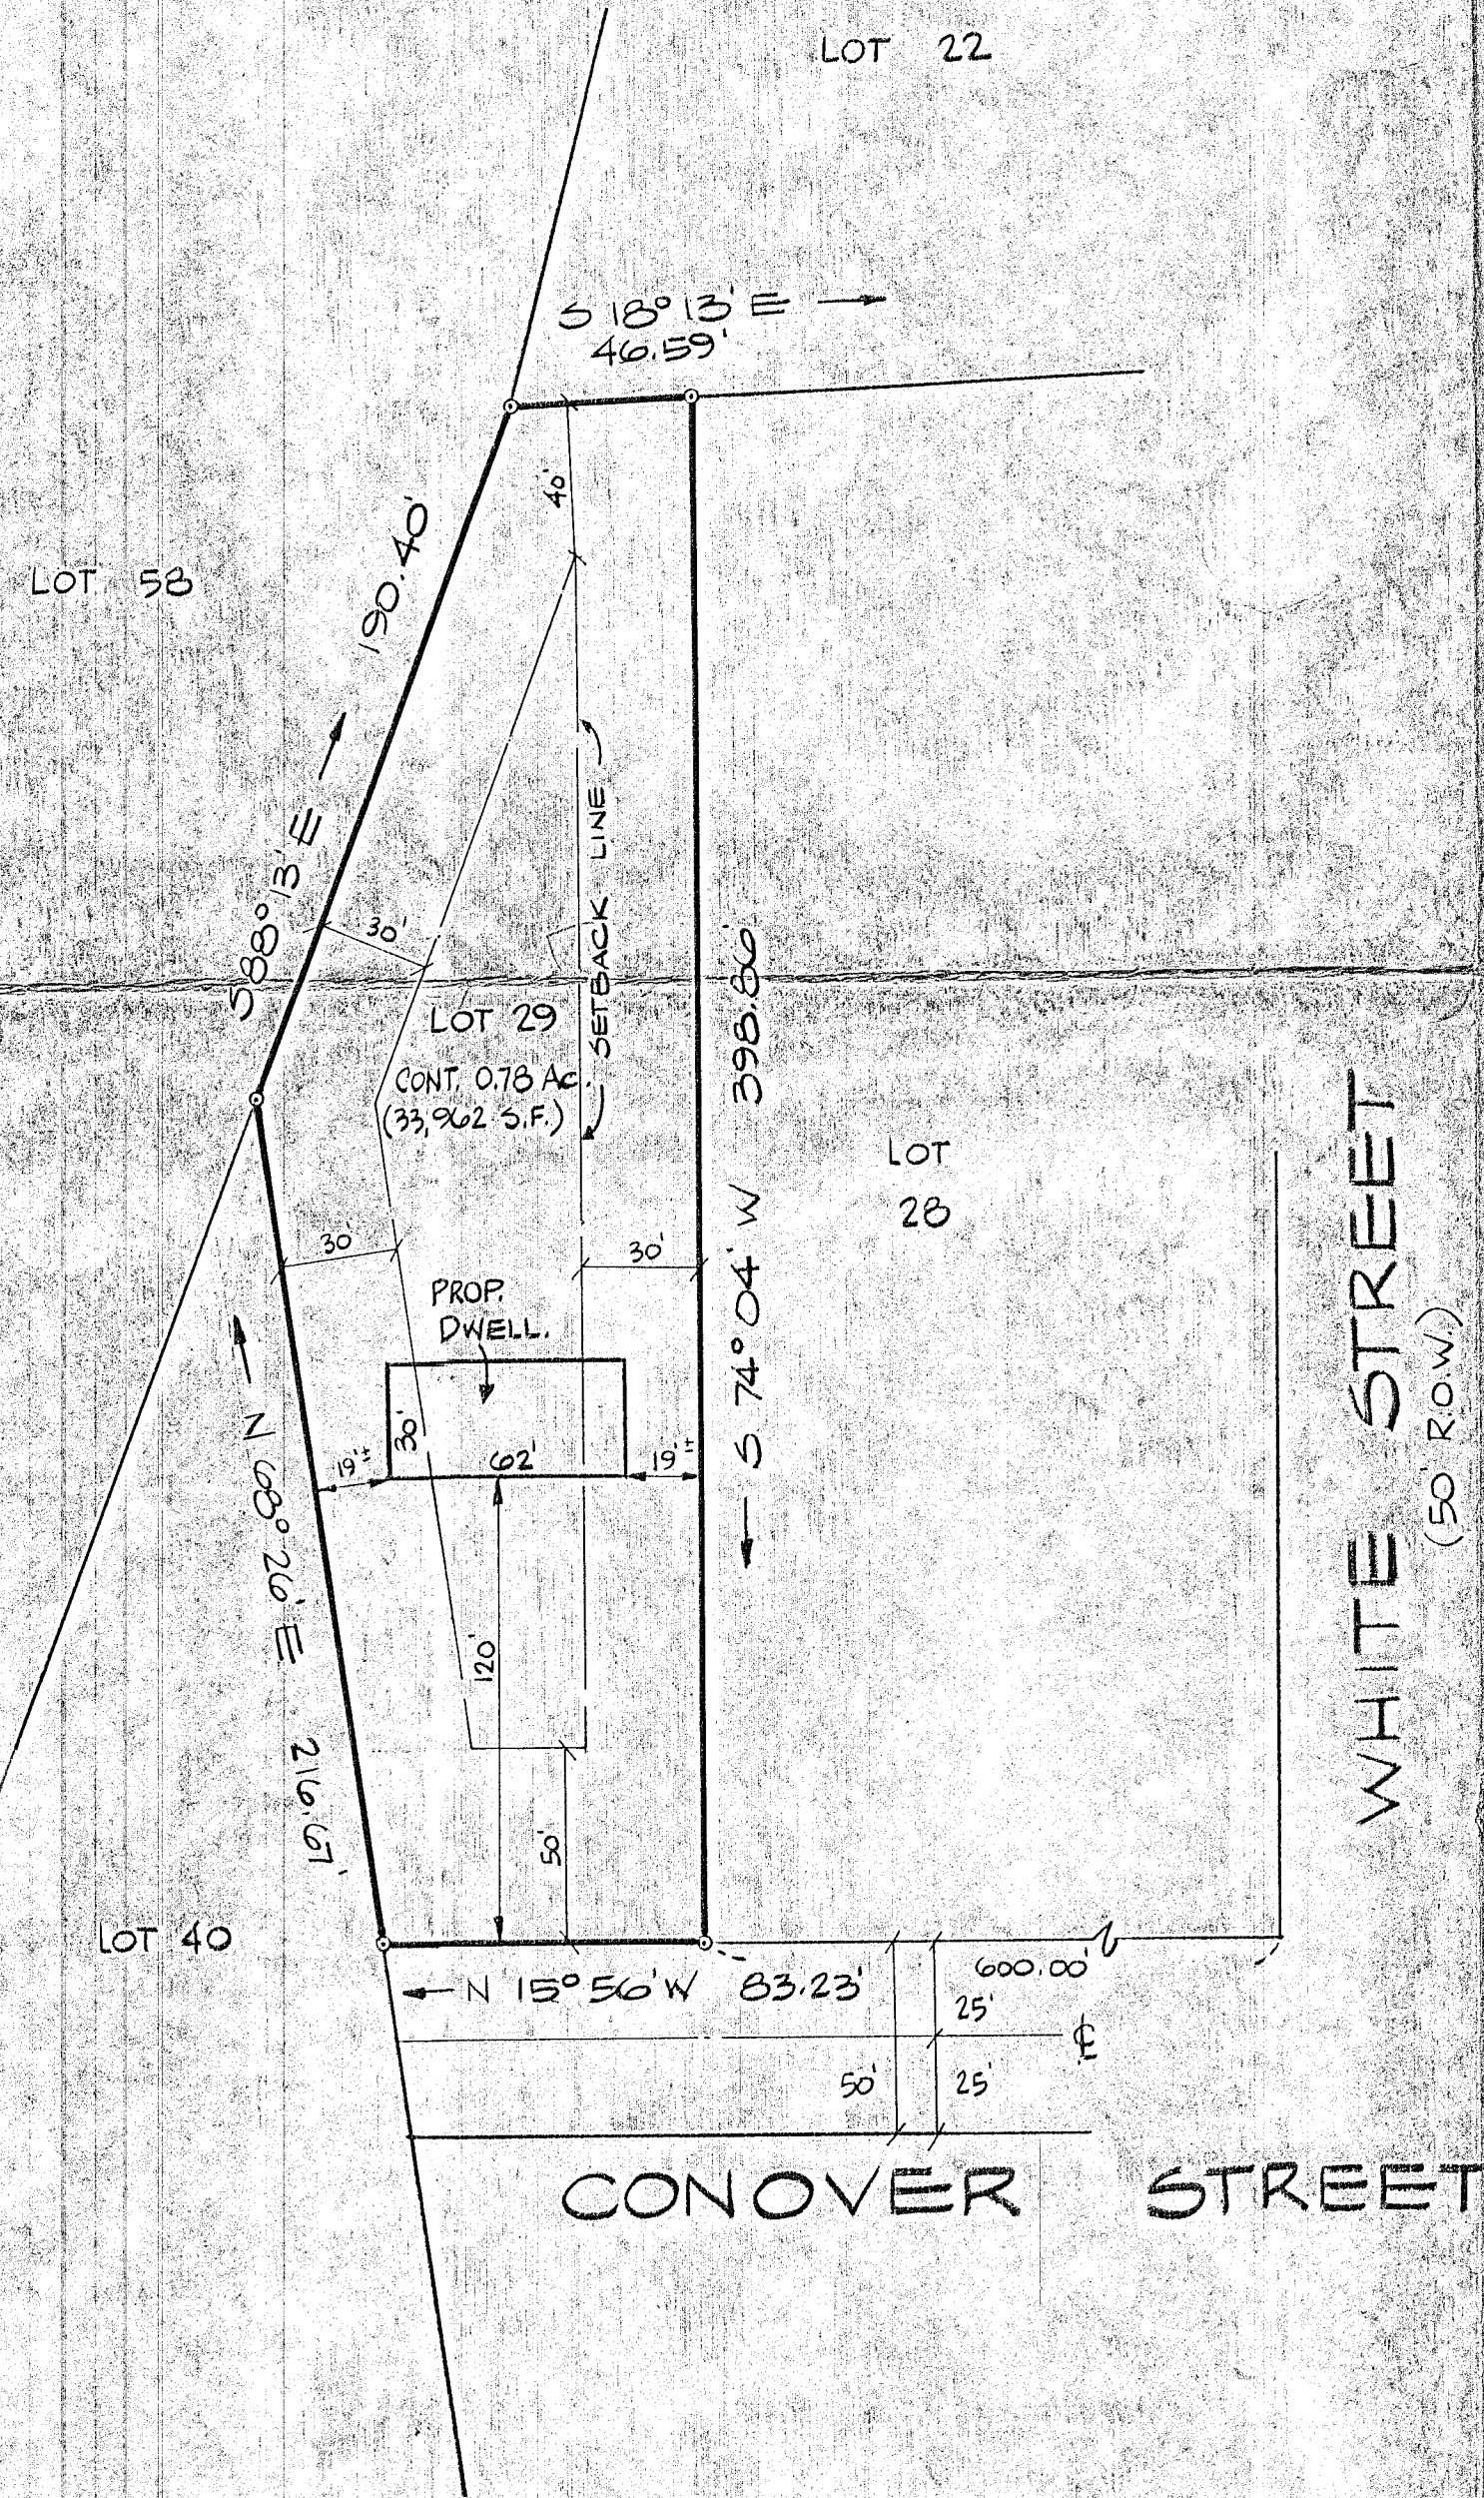 LOT 22
S 18° 13' E
46.59'
40'
190.40'
LOT 58
S 88° 13' E
30'
SETBACK LINE
398.86'
S 74° 04' W
LOT 29
CONT. 0.78 Ac.
(33,962 S.F.)
LOT
28
WHITE STREET
(50' R.O.W.)
30'
30'
PROP.
DWELL.
30'
62'
19'±
19'±
N 68° 26' E 216.67'
120'
50'
LOT 40
N 15° 56' W 83.23'
600.00'
25'
50'
25'
℄
CONOVER STREET